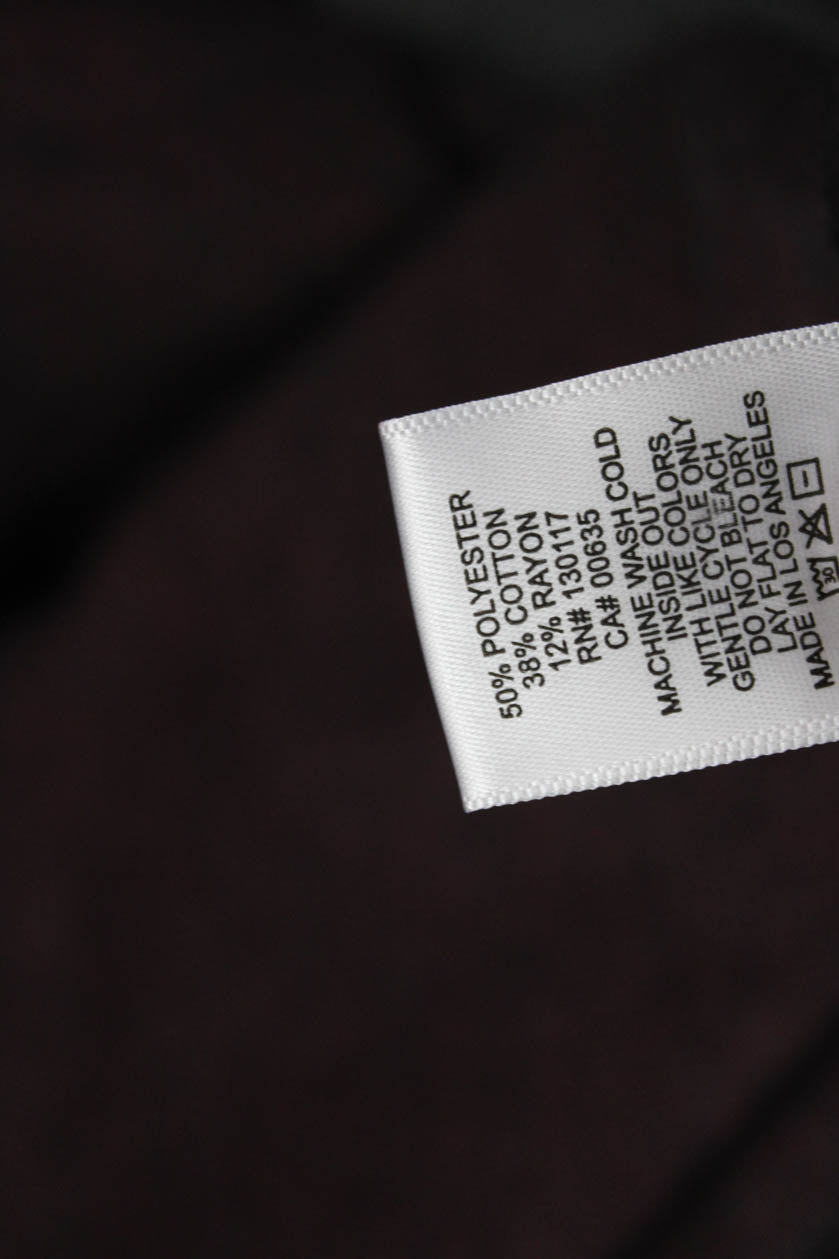 50% POLYESTER
38% COTTON
12% RAYON
RN# 130117
CA# 00635
MACHINE WASH COLD
INSIDE OUT
WITH LIKE COLORS
GENTLE CYCLE ONLY
DO NOT BLEACH
LAY FLAT TO DRY
MADE IN LOS ANGELES
30